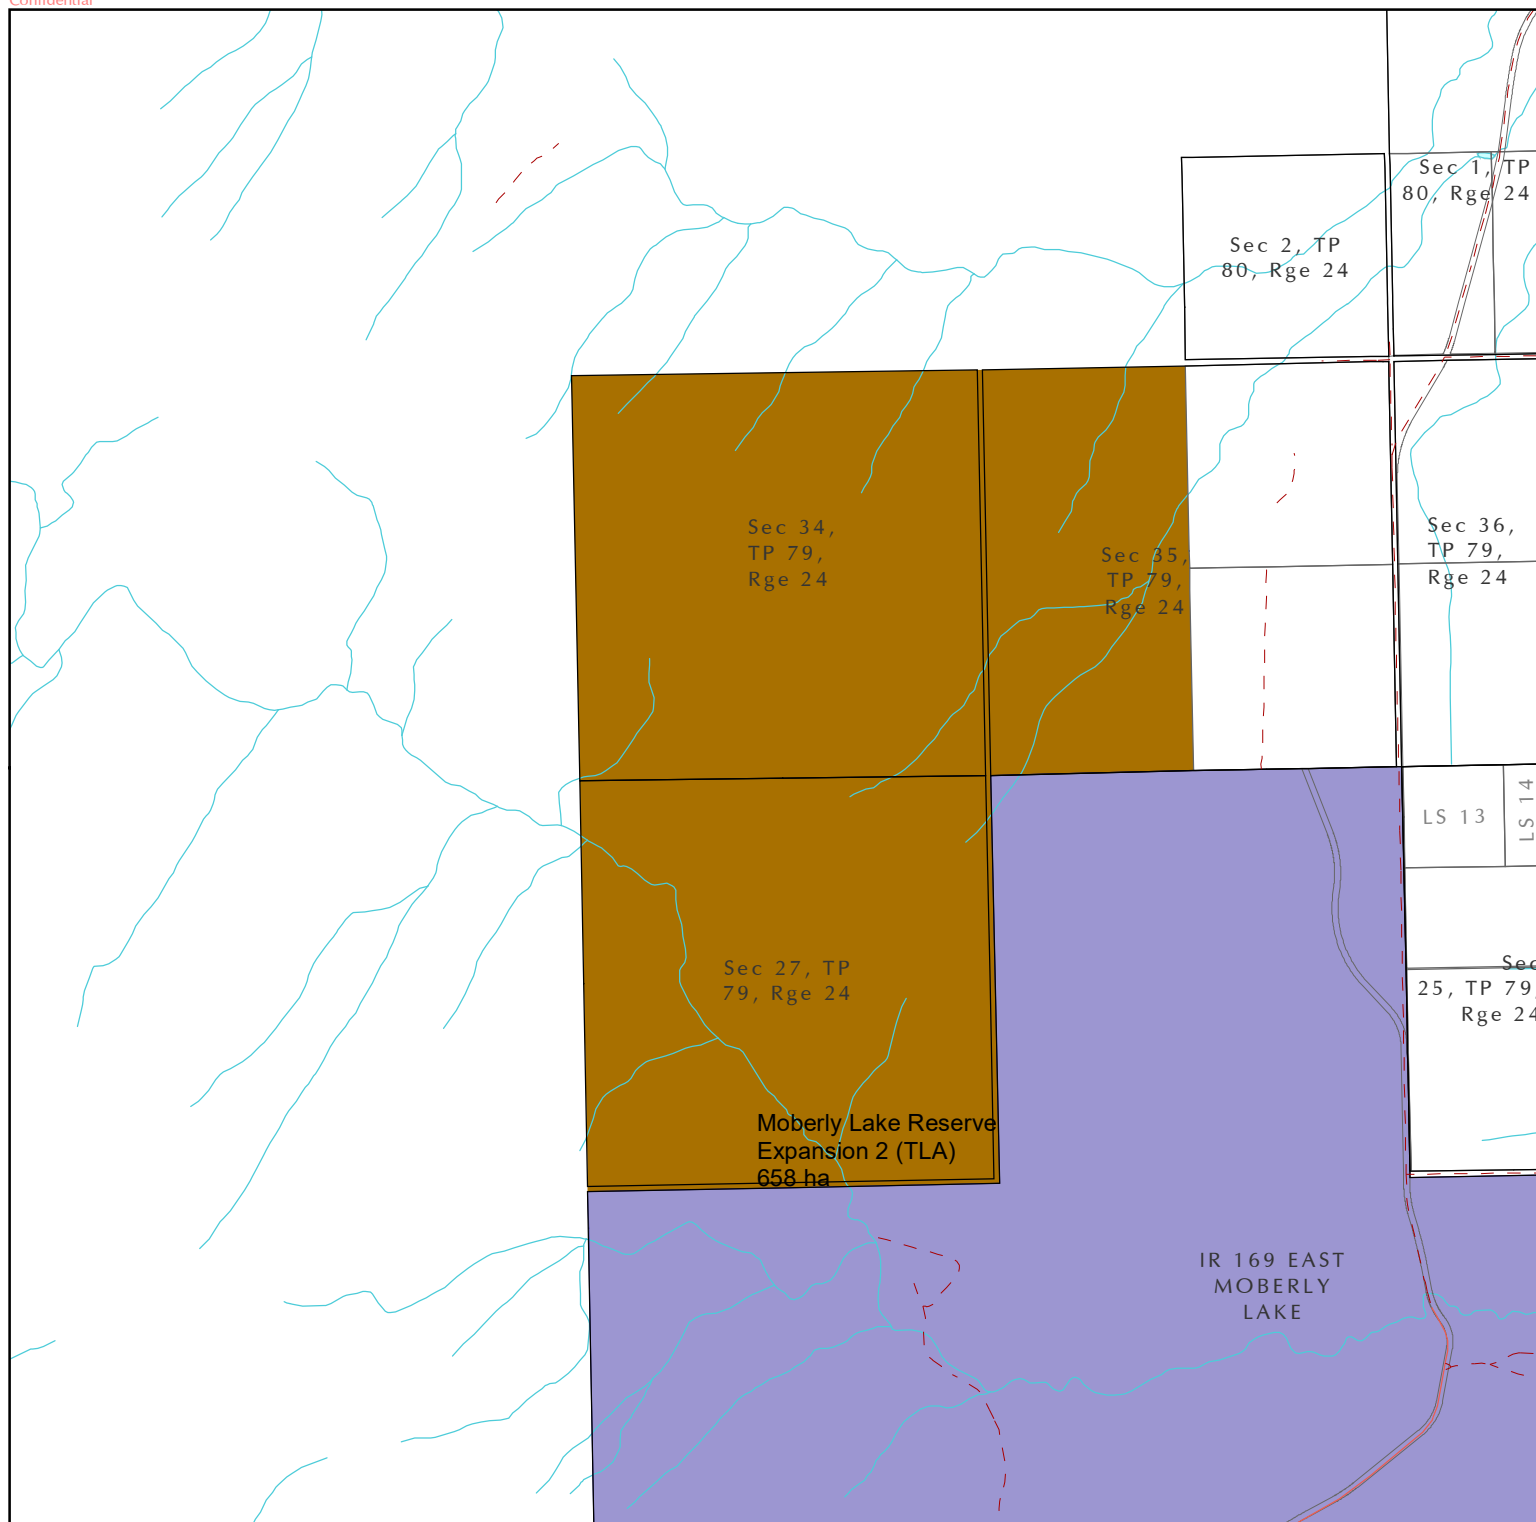 Confidential
Sec 1, TP
80, Rge 24
Sec 2, TP
80, Rge 24
Sec 34,
TP 79,
Rge 24
Sec 35,
TP 79,
Rge 24
Sec 36,
TP 79,
Rge 24
LS 13
LS 14
Sec 27, TP
79, Rge 24
Sec
25, TP 79,
Rge 24
Moberly Lake Reserve
Expansion 2 (TLA)
658 ha
IR 169 EAST
MOBERLY
LAKE